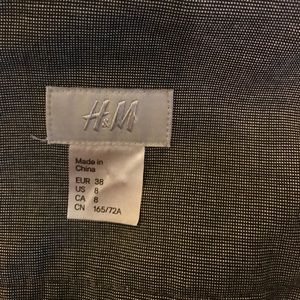 H&M
Made in
China
EUR 38
US 8
CA 8
CN 165/72A